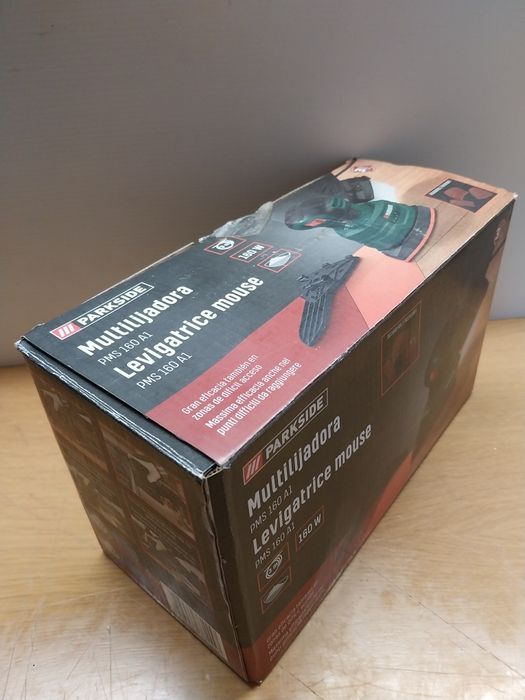 PARKSIDE
Multilijadora
PMS 160 A1
Levigatrice mouse
PMS 160 A1
160 W
Gran eficacia también en
zonas de difícil acceso
Massima efficacia anche nei
punti difficili da raggiungere
PARKSIDE
Multilijadora
PMS 160 A1
Levigatrice mouse
PMS 160 A1
160 W